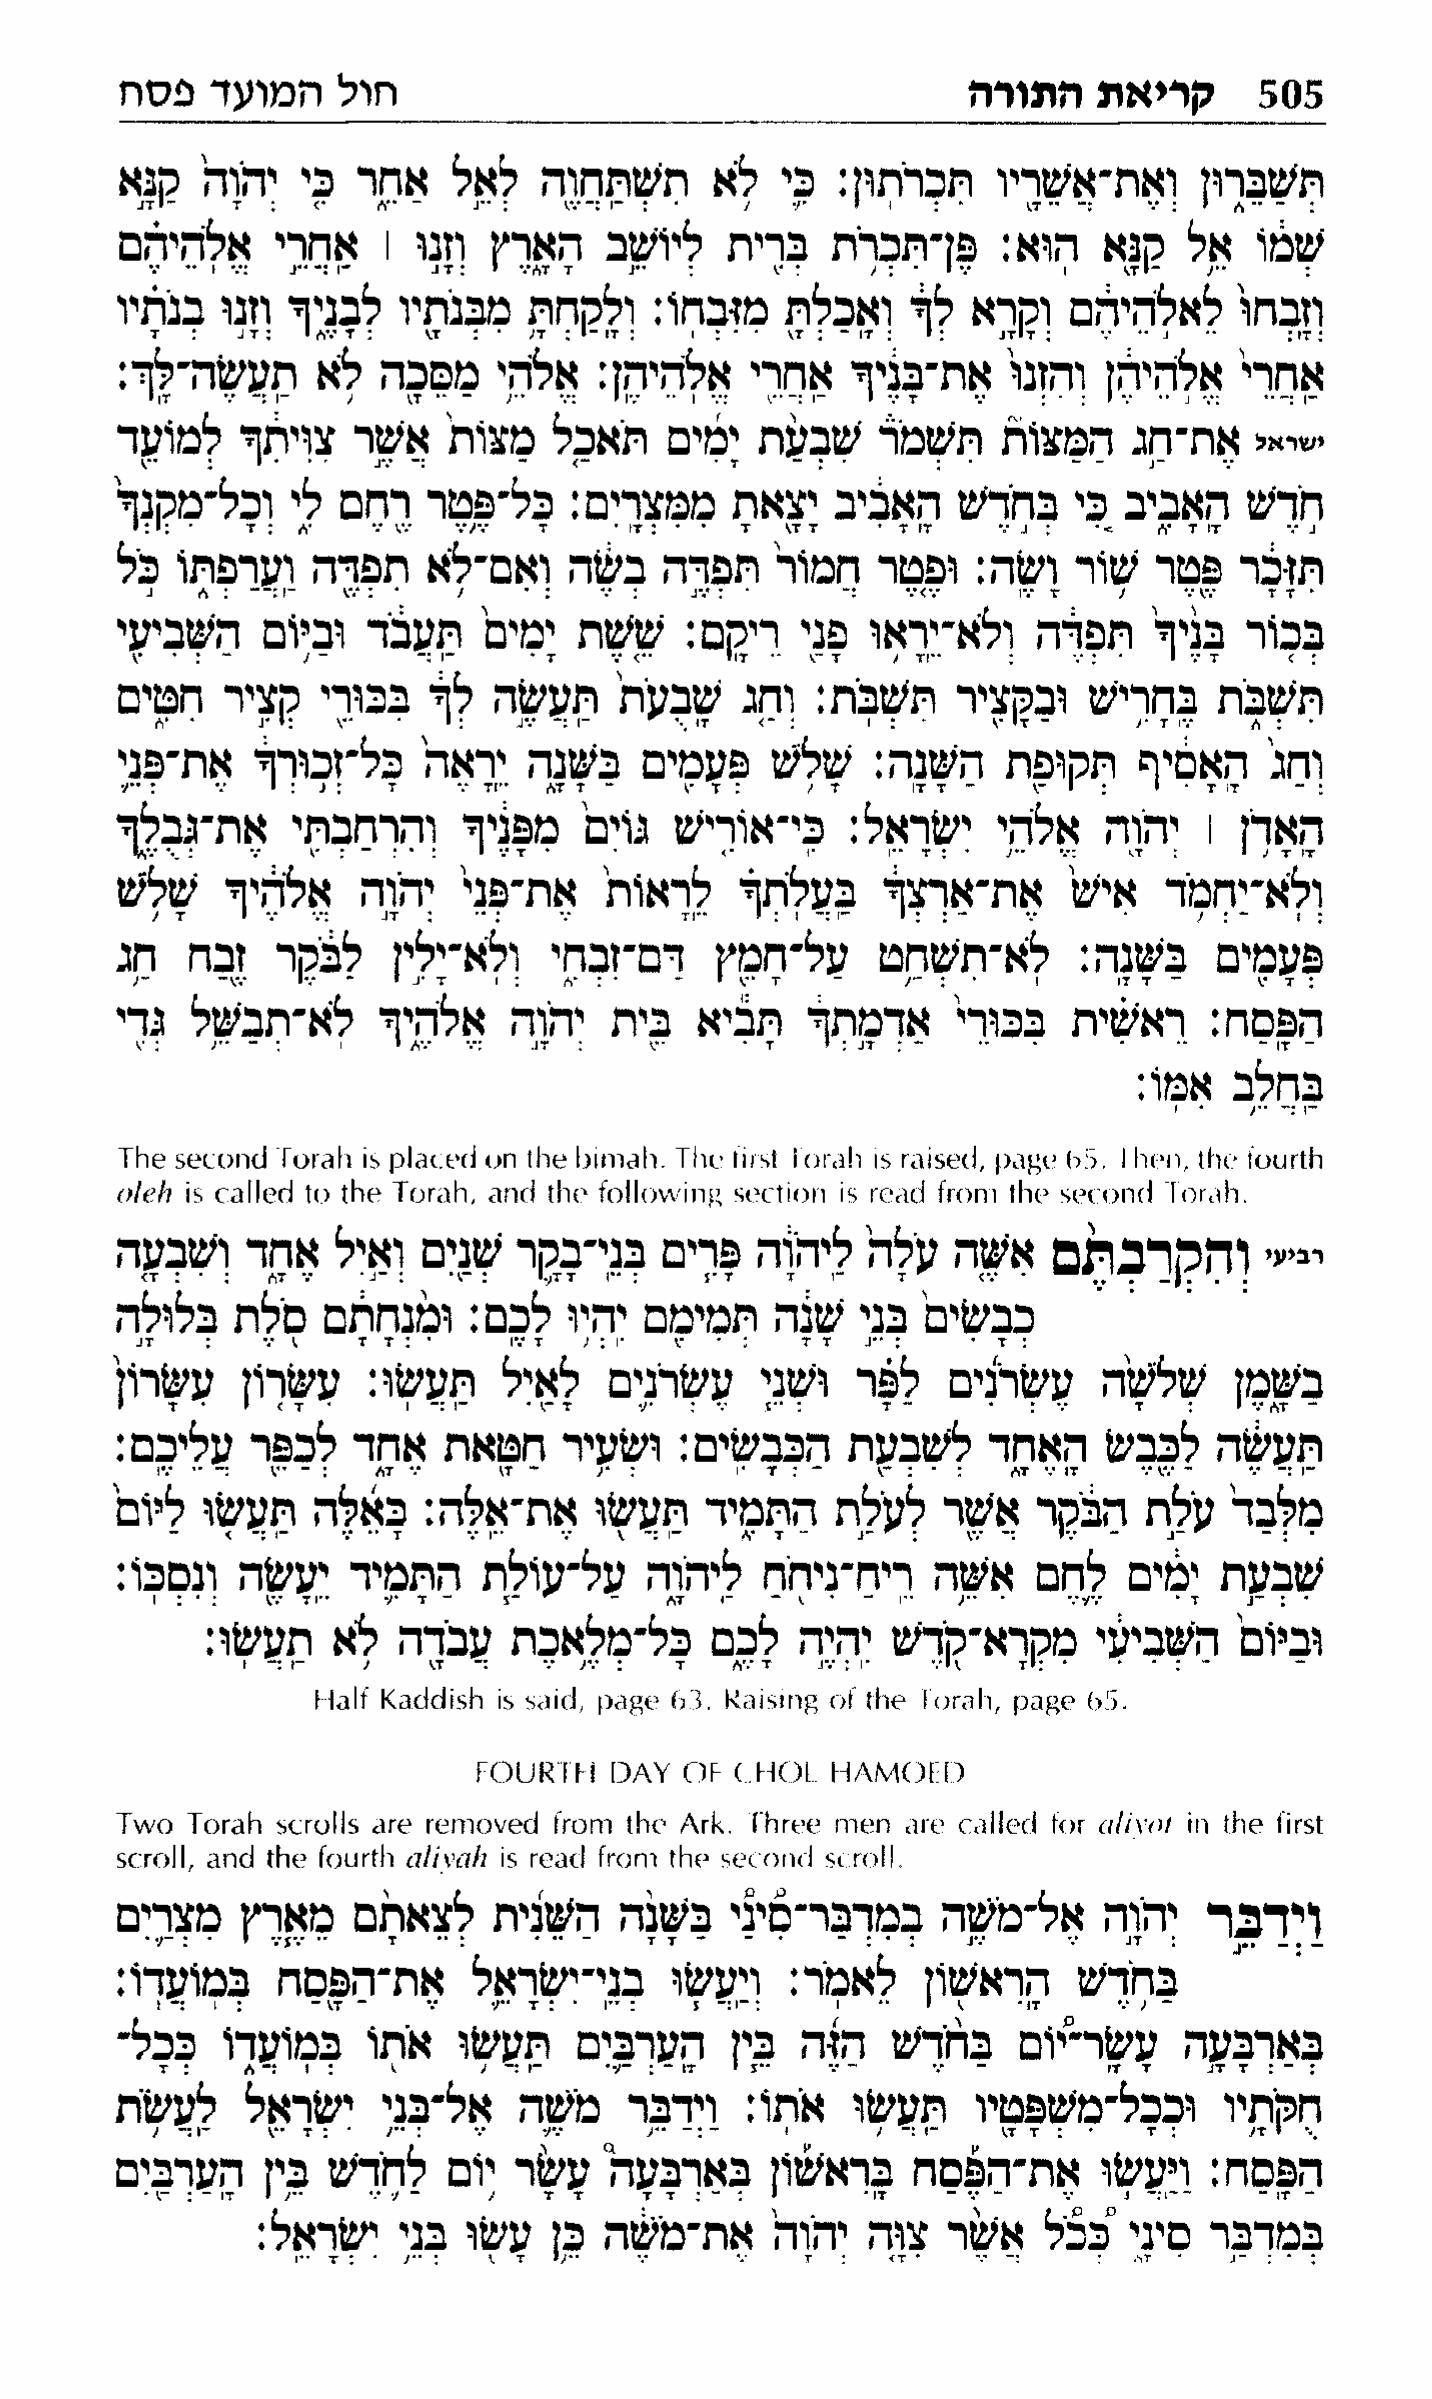 505 קריאת התורה חול המועד פסח
תְּשַׁבֵּרוּן וְאֶת־אֲשֵׁרָיו תִּכְרֹתוּן: כִּי לֹא תִשְׁתַּחֲוֶה לְאֵל אַחֵר כִּי יְהֹוָה קַנָּא
שְׁמוֹ אֵל קַנָּא הוּא: פֶּן־תִּכְרֹת בְּרִית לְיוֹשֵׁב הָאָרֶץ וְזָנוּ | אַחֲרֵי אֱלֹהֵיהֶם
וְזָבְחוּ לֵאלֹהֵיהֶם וְקָרָא לְךָ וְאָכַלְתָּ מִזִּבְחוֹ: וְלָקַחְתָּ מִבְּנֹתָיו לְבָנֶיךָ וְזָנוּ בְנֹתָיו
אַחֲרֵי אֱלֹהֵיהֶן וְהִזְנוּ אֶת־בָּנֶיךָ אַחֲרֵי אֱלֹהֵיהֶן: אֱלֹהֵי מַסֵּכָה לֹא תַעֲשֶׂה־לָּךְ:
ישראל אֶת־חַג הַמַּצּוֹת תִּשְׁמֹר שִׁבְעַת יָמִים תֹּאכַל מַצּוֹת אֲשֶׁר צִוִּיתִךָ לְמוֹעֵד
חֹדֶשׁ הָאָבִיב כִּי בְּחֹדֶשׁ הָאָבִיב יָצָאתָ מִמִּצְרָיִם: כָּל־פֶּטֶר רֶחֶם לִי וְכָל־מִקְנְךָ
תִּזָּכָר פֶּטֶר שׁוֹר וָשֶׂה: וּפֶטֶר חֲמוֹר תִּפְדֶּה בְשֶׂה וְאִם־לֹא תִפְדֶּה וַעֲרַפְתּוֹ כֹּל
בְּכוֹר בָּנֶיךָ תִּפְדֶּה וְלֹא־יֵרָאוּ פָנַי רֵיקָם: שֵׁשֶׁת יָמִים תַּעֲבֹד וּבַיּוֹם הַשְּׁבִיעִי
תִּשְׁבֹּת בֶּחָרִישׁ וּבַקָּצִיר תִּשְׁבֹּת: וְחַג שָׁבֻעֹת תַּעֲשֶׂה לְךָ בִּכּוּרֵי קְצִיר חִטִּים
וְחַג הָאָסִיף תְּקוּפַת הַשָּׁנָה: שָׁלֹשׁ פְּעָמִים בַּשָּׁנָה יֵרָאֶה כָּל־זְכוּרְךָ אֶת־פְּנֵי
הָאָדֹן | יְהֹוָה אֱלֹהֵי יִשְׂרָאֵל: כִּי־אוֹרִישׁ גּוֹיִם מִפָּנֶיךָ וְהִרְחַבְתִּי אֶת־גְּבֻלֶךָ
וְלֹא־יַחְמֹד אִישׁ אֶת־אַרְצְךָ בַּעֲלֹתְךָ לֵרָאוֹת אֶת־פְּנֵי יְהֹוָה אֱלֹהֶיךָ שָׁלֹשׁ
פְּעָמִים בַּשָּׁנָה: לֹא־תִשְׁחַט עַל־חָמֵץ דַּם־זִבְחִי וְלֹא־יָלִין לַבֹּקֶר זֶבַח חַג
הַפָּסַח: רֵאשִׁית בִּכּוּרֵי אַדְמָתְךָ תָּבִיא בֵּית יְהֹוָה אֱלֹהֶיךָ לֹא־תְבַשֵּׁל גְּדִי
בַּחֲלֵב אִמּוֹ:
The second Torah is placed on the bimah. The first Torah is raised, page 65. Then, the fourth
oleh is called to the Torah, and the following section is read from the second Torah.
רביעי וְהִקְרַבְתֶּם אִשֶּׁה עֹלָה לַיהֹוָה פָּרִים בְּנֵי־בָקָר שְׁנַיִם וְאַיִל אֶחָד וְשִׁבְעָה
כְבָשִׂים בְּנֵי שָׁנָה תְּמִימִם יִהְיוּ לָכֶם: וּמִנְחָתָם סֹלֶת בְּלוּלָה
בַשָּׁמֶן שְׁלֹשָׁה עֶשְׂרֹנִים לַפָּר וּשְׁנֵי עֶשְׂרֹנִים לָאַיִל תַּעֲשׂוּ: עִשָּׂרוֹן עִשָּׂרוֹן
תַּעֲשֶׂה לַכֶּבֶשׂ הָאֶחָד לְשִׁבְעַת הַכְּבָשִׂים: וּשְׂעִיר חַטָּאת אֶחָד לְכַפֵּר עֲלֵיכֶם:
מִלְּבַד עֹלַת הַבֹּקֶר אֲשֶׁר לְעֹלַת הַתָּמִיד תַּעֲשׂוּ אֶת־אֵלֶּה: כָּאֵלֶּה תַּעֲשׂוּ לַיּוֹם
שִׁבְעַת יָמִים לֶחֶם אִשֵּׁה רֵיחַ־נִיחֹחַ לַיהֹוָה עַל־עוֹלַת הַתָּמִיד יֵעָשֶׂה וְנִסְכּוֹ:
וּבַיּוֹם הַשְּׁבִיעִי מִקְרָא־קֹדֶשׁ יִהְיֶה לָכֶם כָּל־מְלֶאכֶת עֲבֹדָה לֹא תַעֲשׂוּ:
Half Kaddish is said, page 63. Raising of the Torah, page 65.
FOURTH DAY OF CHOL HAMOED
Two Torah scrolls are removed from the Ark. Three men are called for aliyot in the first
scroll, and the fourth aliyah is read from the second scroll.
וַיְדַבֵּר יְהֹוָה אֶל־מֹשֶׁה בְמִדְבַּר־סִינַי בַּשָּׁנָה הַשֵּׁנִית לְצֵאתָם מֵאֶרֶץ מִצְרַיִם
בַּחֹדֶשׁ הָרִאשׁוֹן לֵאמֹר: וְיַעֲשׂוּ בְנֵי־יִשְׂרָאֵל אֶת־הַפָּסַח בְּמוֹעֲדוֹ:
בְּאַרְבָּעָה עָשָׂר־יוֹם בַּחֹדֶשׁ הַזֶּה בֵּין הָעַרְבַּיִם תַּעֲשׂוּ אֹתוֹ בְּמוֹעֲדוֹ כְּכָל־
חֻקֹּתָיו וּכְכָל־מִשְׁפָּטָיו תַּעֲשׂוּ אֹתוֹ: וַיְדַבֵּר מֹשֶׁה אֶל־בְּנֵי יִשְׂרָאֵל לַעֲשֹׂת
הַפָּסַח: וַיַּעֲשׂוּ אֶת־הַפֶּסַח בָּרִאשׁוֹן בְּאַרְבָּעָה עָשָׂר יוֹם לַחֹדֶשׁ בֵּין הָעַרְבַּיִם
בְּמִדְבַּר סִינָי כְּכֹל אֲשֶׁר צִוָּה יְהֹוָה אֶת־מֹשֶׁה כֵּן עָשׂוּ בְּנֵי יִשְׂרָאֵל: